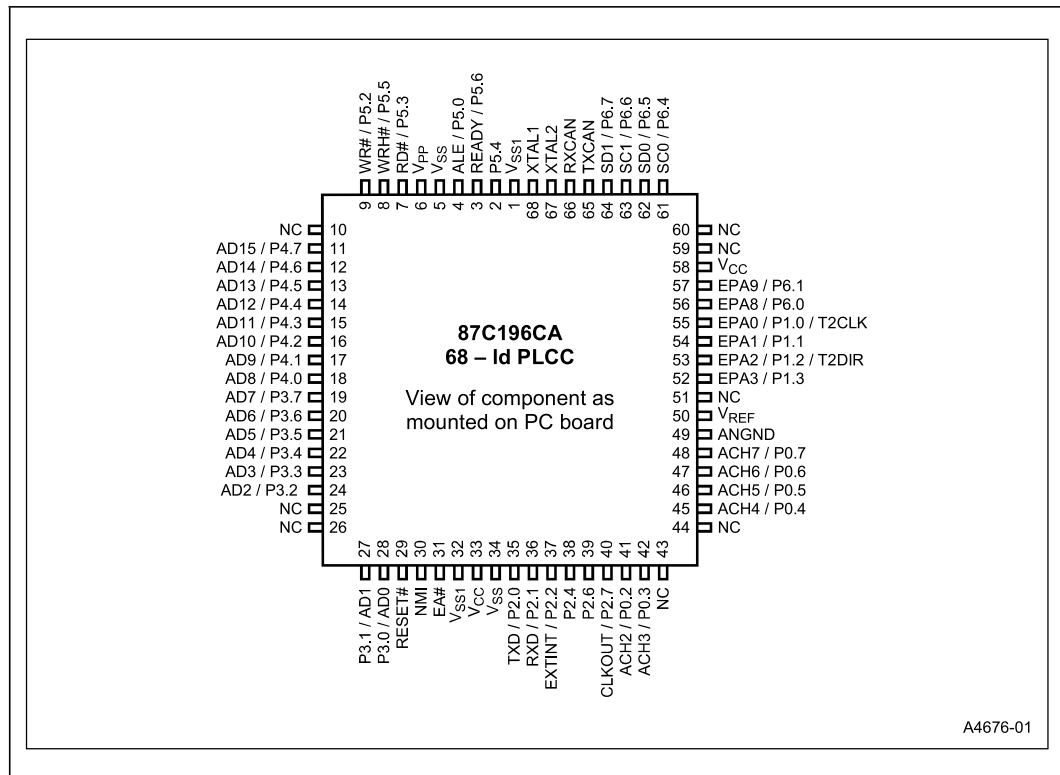 WR# / P5.2
WRH# / P5.5
RD# / P5.3
VPP
VSS
ALE / P5.0
READY / P5.6
P5.4
VSS1
XTAL1
XTAL2
RXCAN
TXCAN
SD1 / P6.7
SC1 / P6.6
SD0 / P6.5
SC0 / P6.4
9 8 7 6 5 4 3 2 1 68 67 66 65 64 63 62 61
NC 10
AD15 / P4.7 11
AD14 / P4.6 12
AD13 / P4.5 13
AD12 / P4.4 14
AD11 / P4.3 15
AD10 / P4.2 16
AD9 / P4.1 17
AD8 / P4.0 18
AD7 / P3.7 19
AD6 / P3.6 20
AD5 / P3.5 21
AD4 / P3.4 22
AD3 / P3.3 23
AD2 / P3.2 24
NC 25
NC 26
87C196CA
68 – ld PLCC
View of component as
mounted on PC board
60 NC
59 NC
58 VCC
57 EPA9 / P6.1
56 EPA8 / P6.0
55 EPA0 / P1.0 / T2CLK
54 EPA1 / P1.1
53 EPA2 / P1.2 / T2DIR
52 EPA3 / P1.3
51 NC
50 VREF
49 ANGND
48 ACH7 / P0.7
47 ACH6 / P0.6
46 ACH5 / P0.5
45 ACH4 / P0.4
44 NC
27 28 29 30 31 32 33 34 35 36 37 38 39 40 41 42 43
P3.1 / AD1
P3.0 / AD0
RESET#
NMI
EA#
VSS1
VCC
VSS
TXD / P2.0
RXD / P2.1
EXTINT / P2.2
P2.4
P2.6
CLKOUT / P2.7
ACH2 / P0.2
ACH3 / P0.3
NC
A4676-01